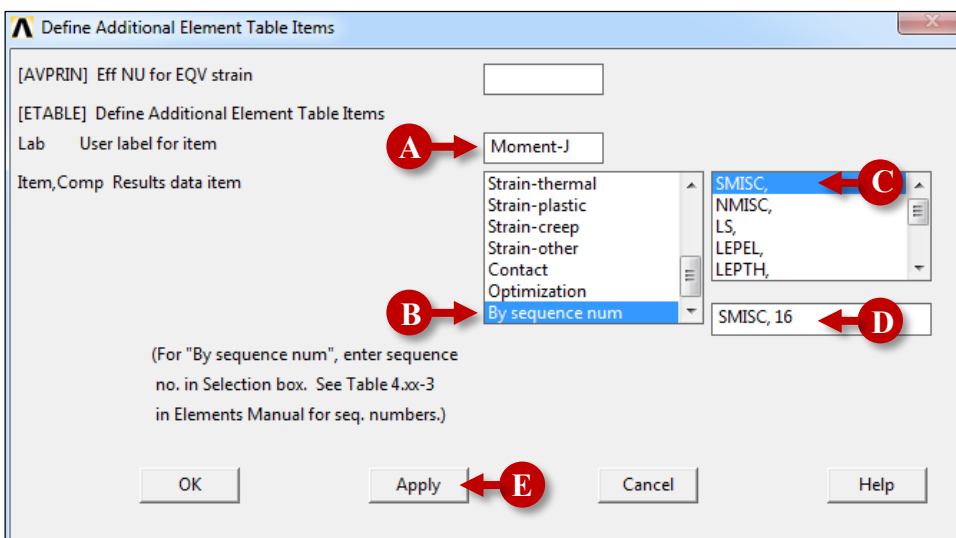 Define Additional Element Table Items
[AVPRIN] Eff NU for EQV strain
[ETABLE] Define Additional Element Table Items
Lab User label for item
A
Moment-J
Item,Comp Results data item
Strain-thermal
Strain-plastic
Strain-creep
Strain-other
Contact
Optimization
By sequence num
B
SMISC,
NMISC,
LS,
LEPEL,
LEPTH,
C
SMISC, 16
D
(For "By sequence num", enter sequence
no. in Selection box. See Table 4.xx-3
in Elements Manual for seq. numbers.)
OK
Apply
E
Cancel
Help